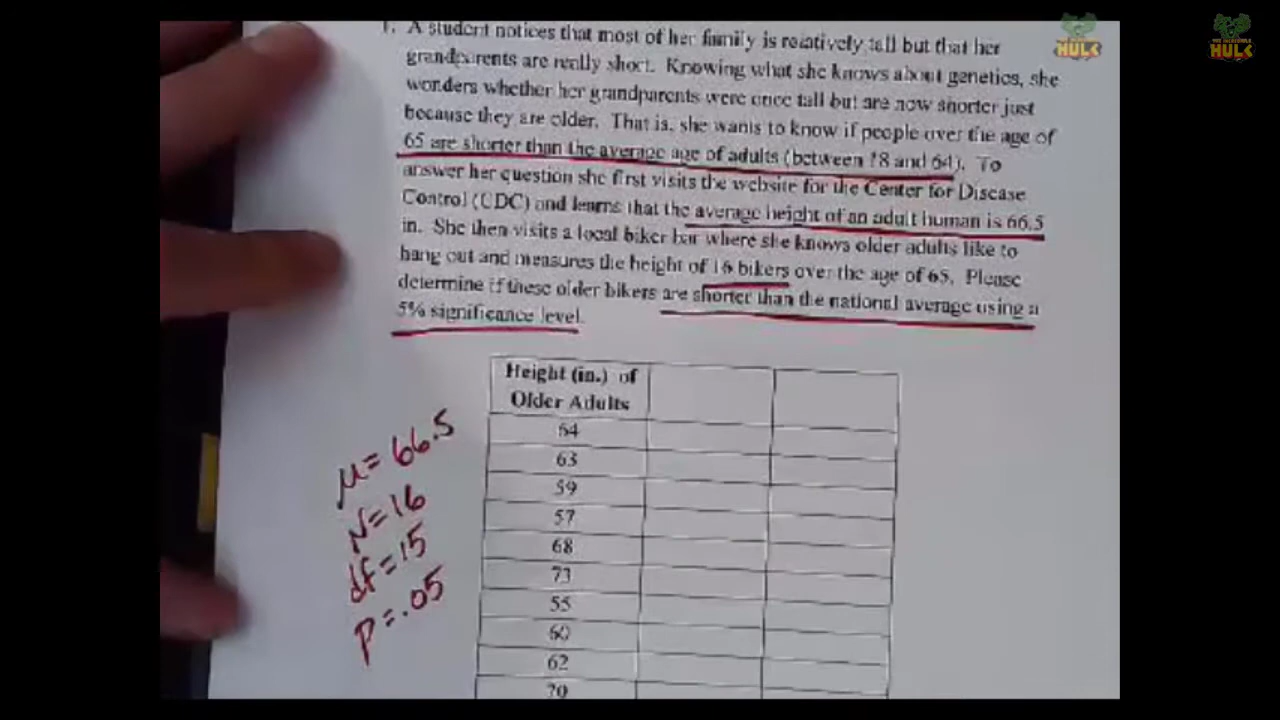 1. A student notices that most of her family is relatively tall but that her
grandparents are really short. Knowing what she knows about genetics, she
wonders whether her grandparents were once tall but are now shorter just
because they are older. That is, she wants to know if people over the age of
65 are shorter than the average age of adults (between 18 and 64). To
answer her question she first visits the website for the Center for Disease
Control (CDC) and learns that the average height of an adult human is 66.5
in. She then visits a local biker bar where she knows older adults like to
hang out and measures the height of 16 bikers over the age of 65. Please
determine if these older bikers are shorter than the national average using a
5% significance level.
Height (in.) of
Older Adults
64
63
59
57
68
73
55
60
62
70
μ = 66.5
N = 16
df = 15
p = .05
HULK
HULK